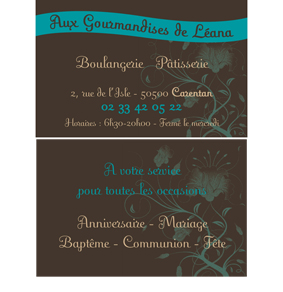 Aux Gourmandises de Léana
Boulangerie Pâtisserie
2, rue de l'Isle - 50500 Carentan
02 33 42 05 22
Horaires : 6h30-20h00 - Fermé le mercredi
A votre service
pour toutes les occasions
Anniversaire - Mariage
Baptême - Communion - Fête